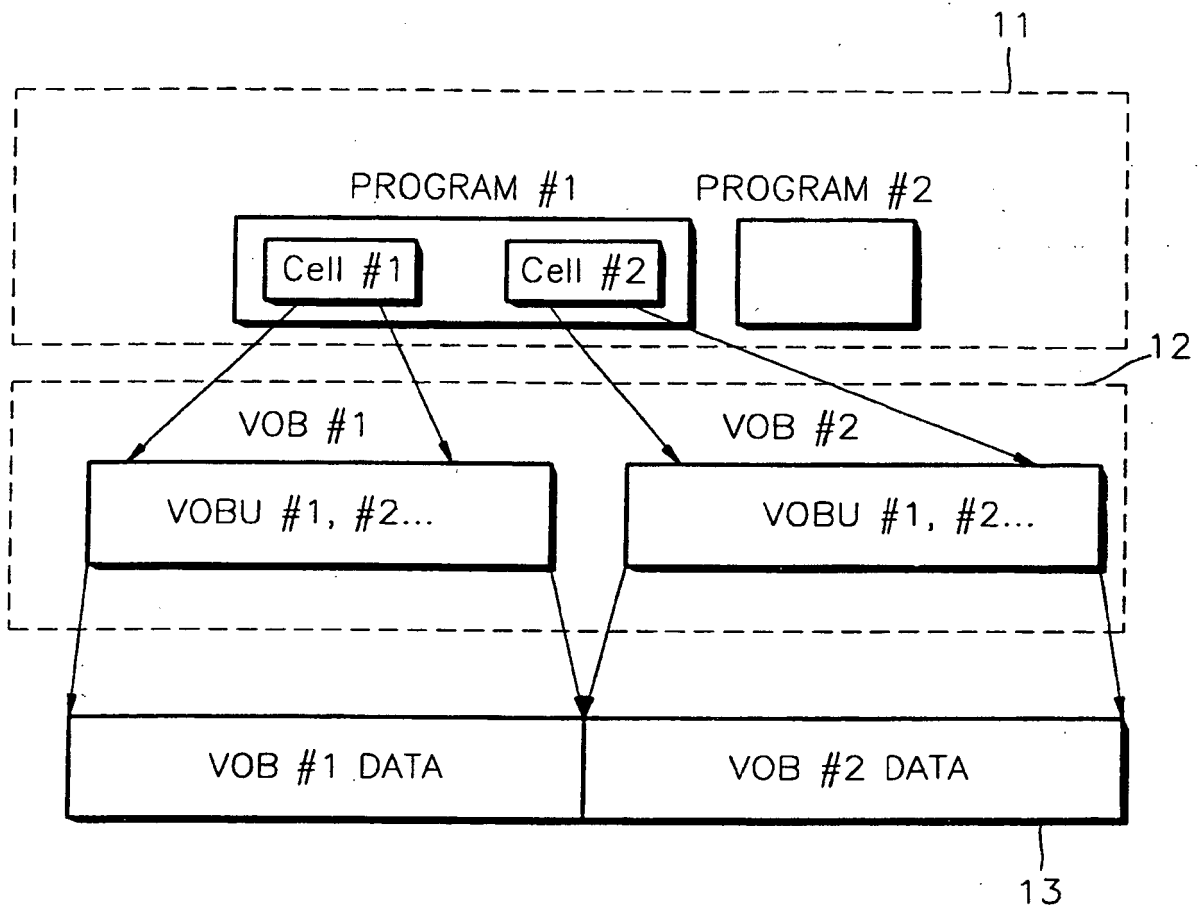 11
PROGRAM #1
PROGRAM #2
Cell #1
Cell #2
12
VOB #1
VOB #2
VOBU #1, #2...
VOBU #1, #2...
VOB #1 DATA
VOB #2 DATA
13